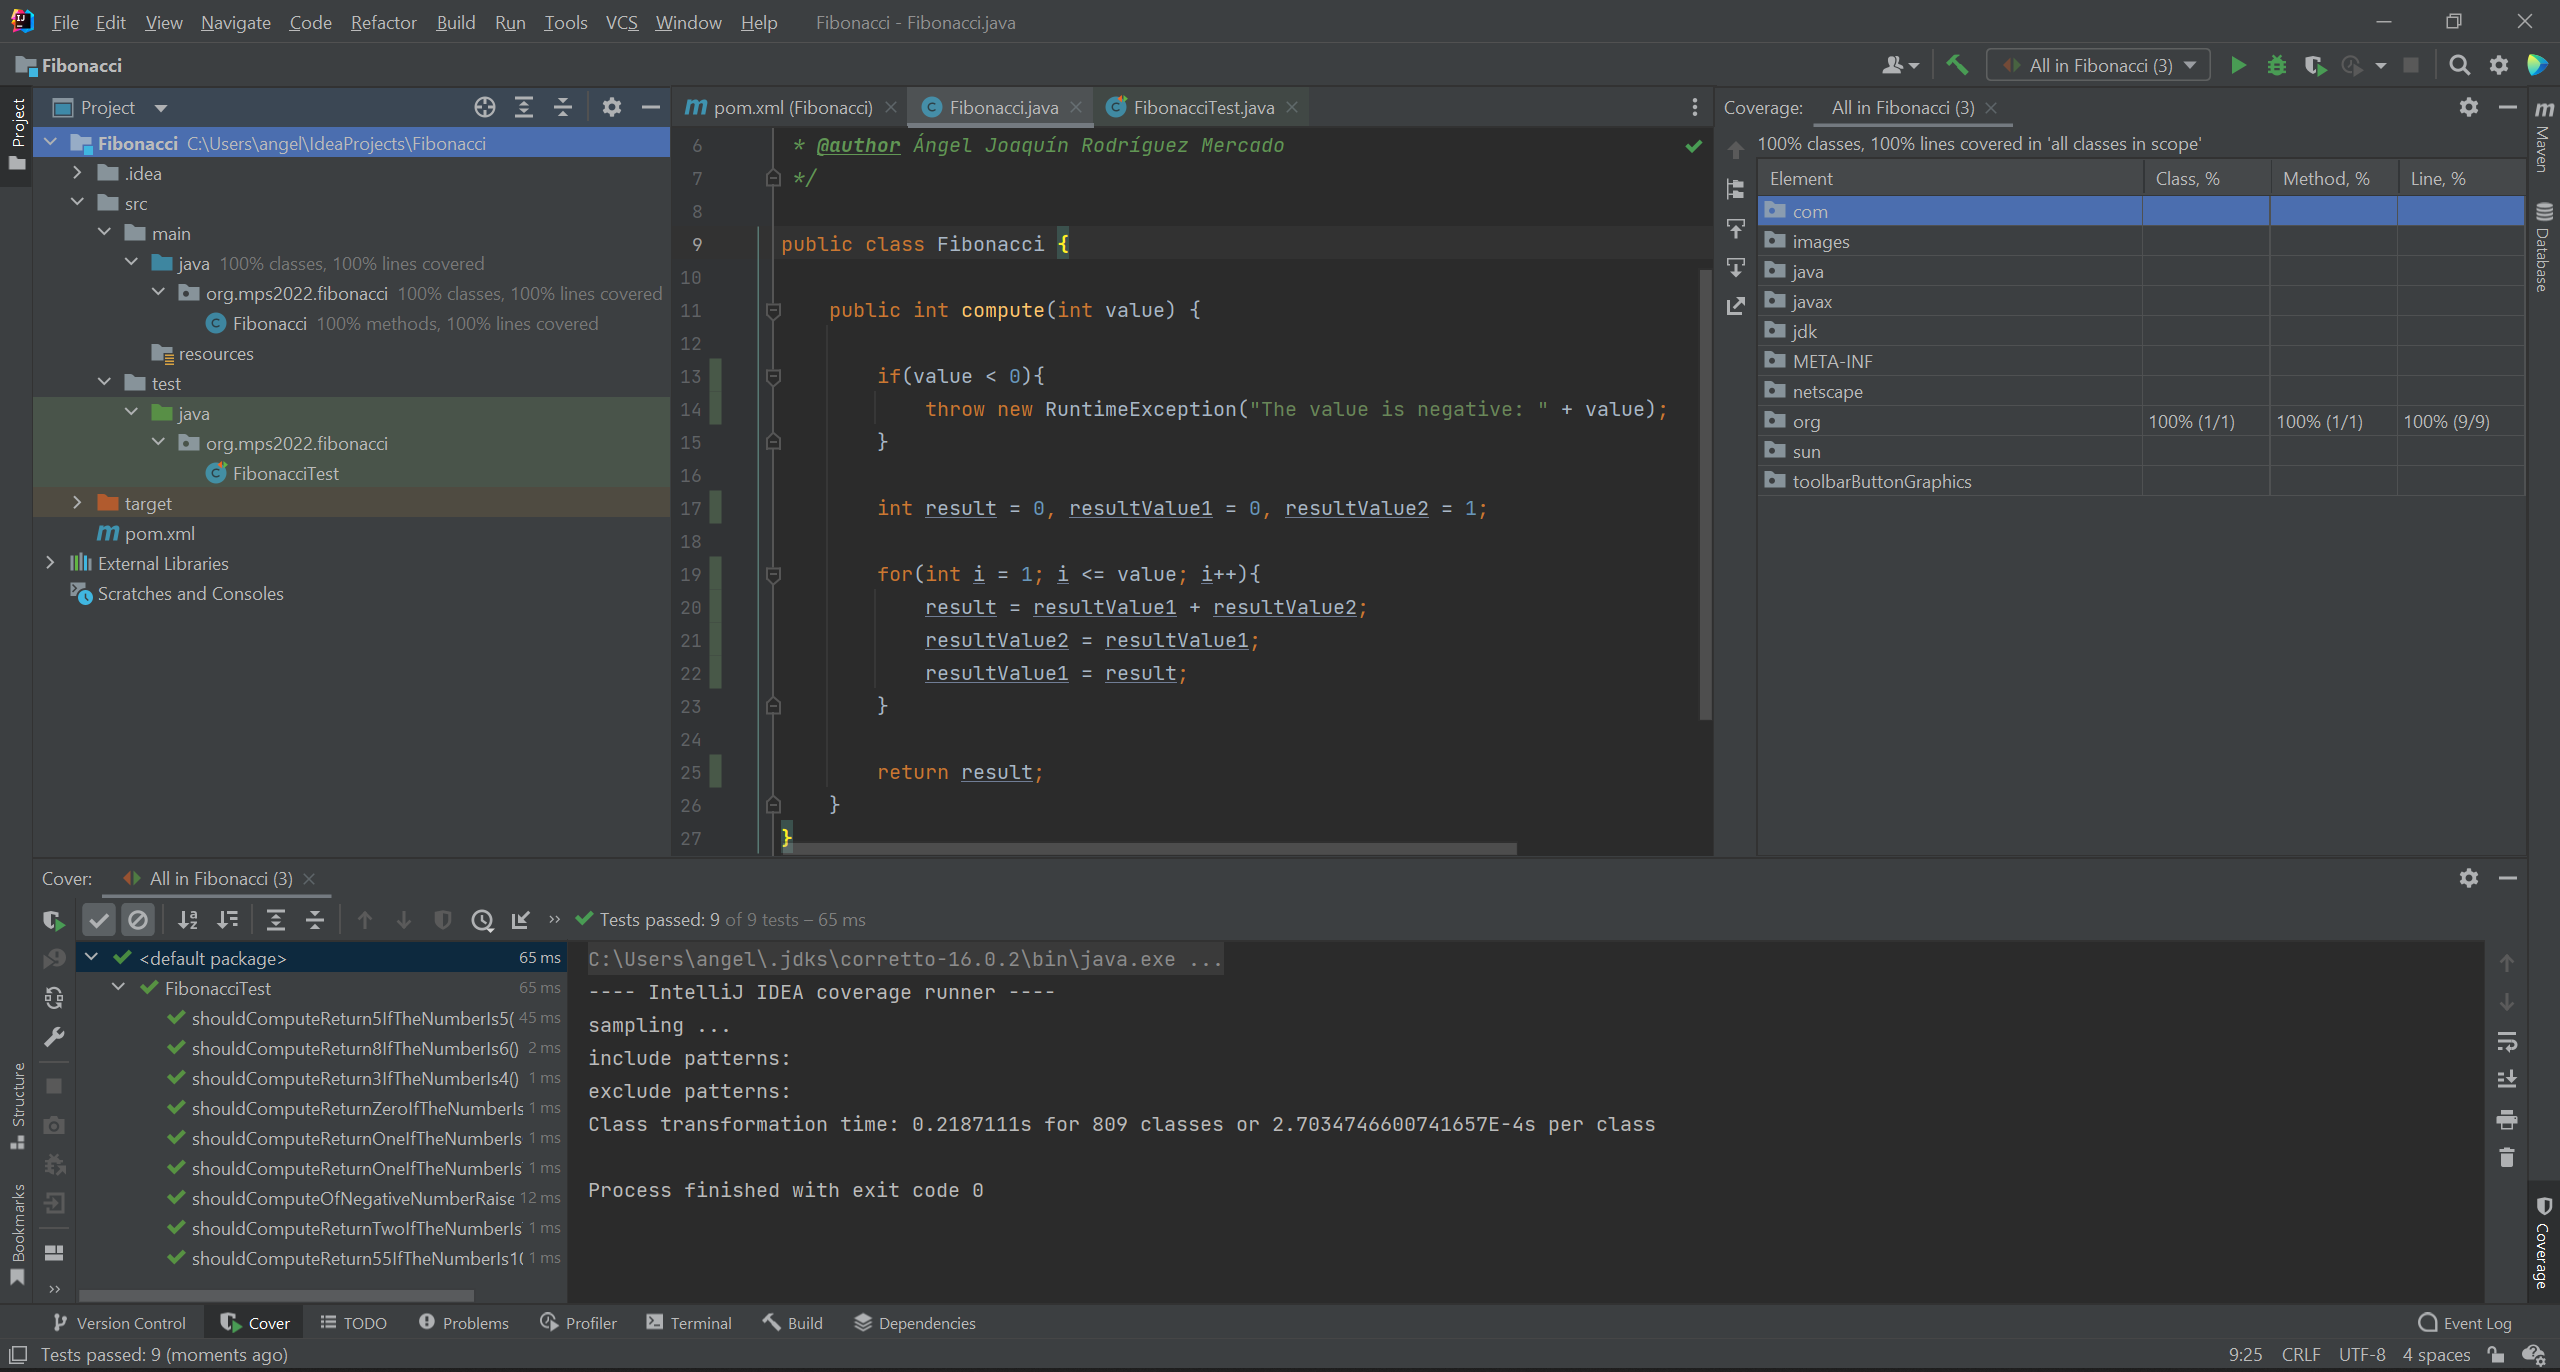 File Edit View Navigate Code Refactor Build Run Tools VCS Window Help Fibonacci - Fibonacci.java
Fibonacci
All in Fibonacci (3)
Project
Project
Fibonacci C:\Users\angel\IdeaProjects\Fibonacci
.idea
src
main
java 100% classes, 100% lines covered
org.mps2022.fibonacci 100% classes, 100% lines covered
Fibonacci 100% methods, 100% lines covered
resources
test
java
org.mps2022.fibonacci
FibonacciTest
target
pom.xml
External Libraries
Scratches and Consoles
pom.xml (Fibonacci) Fibonacci.java FibonacciTest.java
6 * @author Ángel Joaquín Rodríguez Mercado
7 */
8
9 public class Fibonacci {
10
11 public int compute(int value) {
12
13 if(value < 0){
14 throw new RuntimeException("The value is negative: " + value);
15 }
16
17 int result = 0, resultValue1 = 0, resultValue2 = 1;
18
19 for(int i = 1; i <= value; i++){
20 result = resultValue1 + resultValue2;
21 resultValue2 = resultValue1;
22 resultValue1 = result;
23 }
24
25 return result;
26 }
27 }
Coverage: All in Fibonacci (3)
100% classes, 100% lines covered in 'all classes in scope'
Element Class, % Method, % Line, %
com
images
java
javax
jdk
META-INF
netscape
org 100% (1/1) 100% (1/1) 100% (9/9)
sun
toolbarButtonGraphics
Maven
Database
Cover: All in Fibonacci (3)
Tests passed: 9 of 9 tests – 65 ms
<default package> 65 ms
FibonacciTest 65 ms
shouldComputeReturn5IfTheNumberIs5( 45 ms
shouldComputeReturn8IfTheNumberIs6() 2 ms
shouldComputeReturn3IfTheNumberIs4() 1 ms
shouldComputeReturnZeroIfTheNumberIs 1 ms
shouldComputeReturnOneIfTheNumberIs 1 ms
shouldComputeReturnOneIfTheNumberIs 1 ms
shouldComputeOfNegativeNumberRaise 12 ms
shouldComputeReturnTwoIfTheNumberIs 1 ms
shouldComputeReturn55IfTheNumberIs10 1 ms
C:\Users\angel\.jdks\corretto-16.0.2\bin\java.exe ...
---- IntelliJ IDEA coverage runner ----
sampling ...
include patterns:
exclude patterns:
Class transformation time: 0.2187111s for 809 classes or 2.7034746600741657E-4s per class
Process finished with exit code 0
Structure
Bookmarks
Coverage
Version Control Cover TODO Problems Profiler Terminal Build Dependencies Event Log
Tests passed: 9 (moments ago) 9:25 CRLF UTF-8 4 spaces